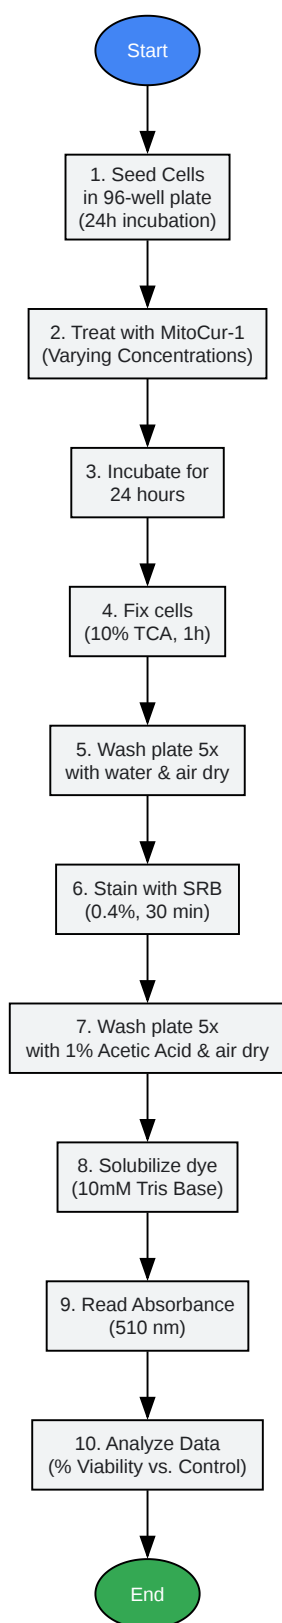 Start
1. Seed Cells
in 96-well plate
(24h incubation)
2. Treat with MitoCur-1
(Varying Concentrations)
3. Incubate for
24 hours
4. Fix cells
(10% TCA, 1h)
5. Wash plate 5x
with water & air dry
6. Stain with SRB
(0.4%, 30 min)
7. Wash plate 5x
with 1% Acetic Acid & air dry
8. Solubilize dye
(10mM Tris Base)
9. Read Absorbance
(510 nm)
10. Analyze Data
(% Viability vs. Control)
End